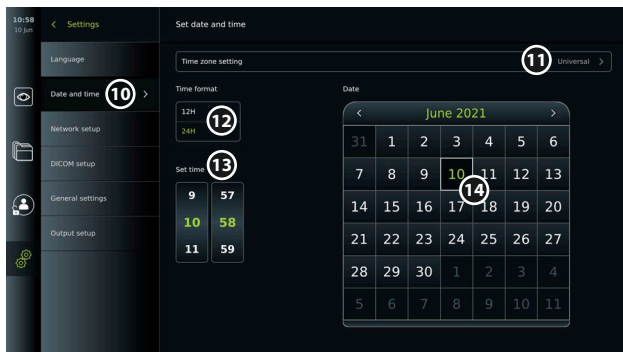 10:58
10 Jun
Settings
Language
Date and time 10
Network setup
DICOM setup
General settings
Output setup
Set date and time
Time zone setting 11 Universal
Time format
12H
24H
12
Set time 13
9 57
10 58
11 59
Date
June 2021
31 1 2 3 4 5 6
7 8 9 10 11 12 13
14
14 15 16 17 18 19 20
21 22 23 24 25 26 27
28 29 30 1 2 3 4
5 6 7 8 9 10 11